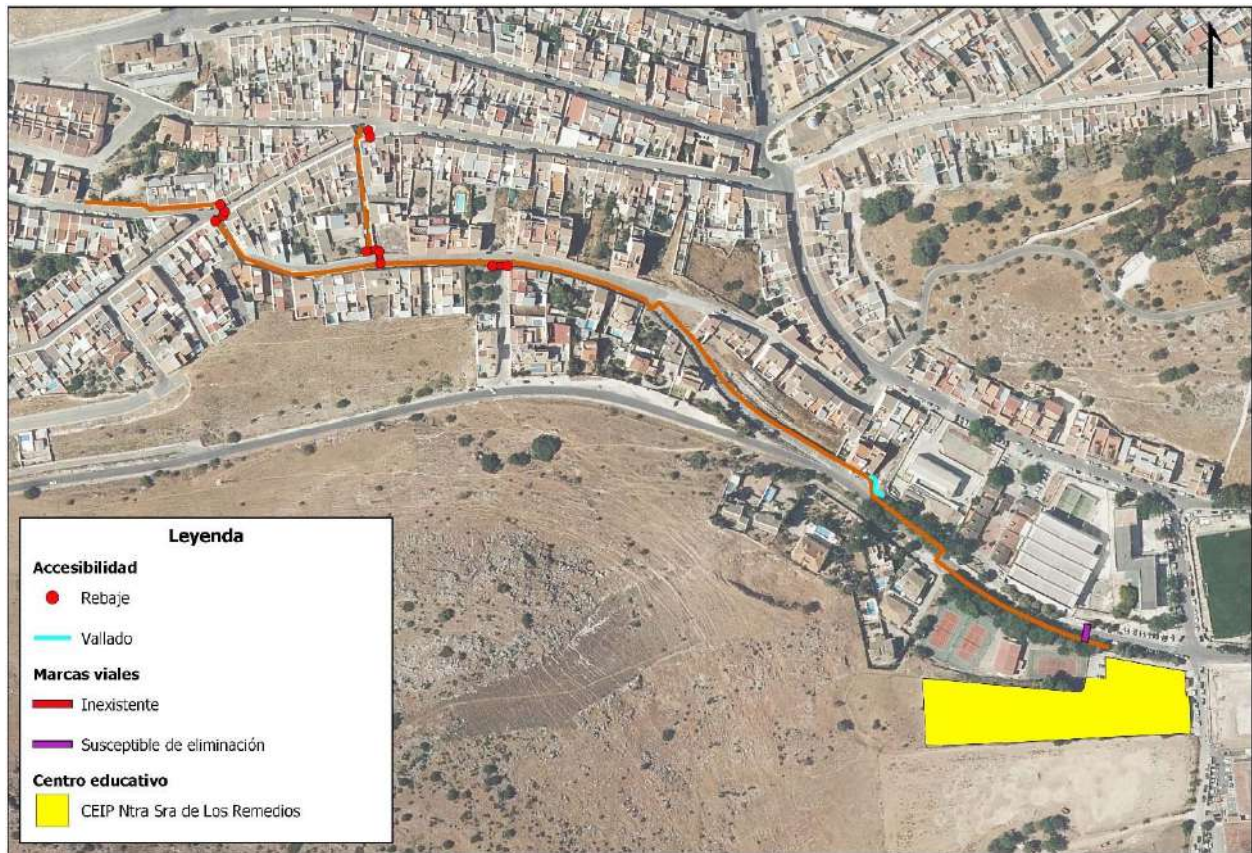 Leyenda
Accesibilidad
Rebaje
Vallado
Marcas viales
Inexistente
Susceptible de eliminación
Centro educativo
CEIP Ntra Sra de Los Remedios